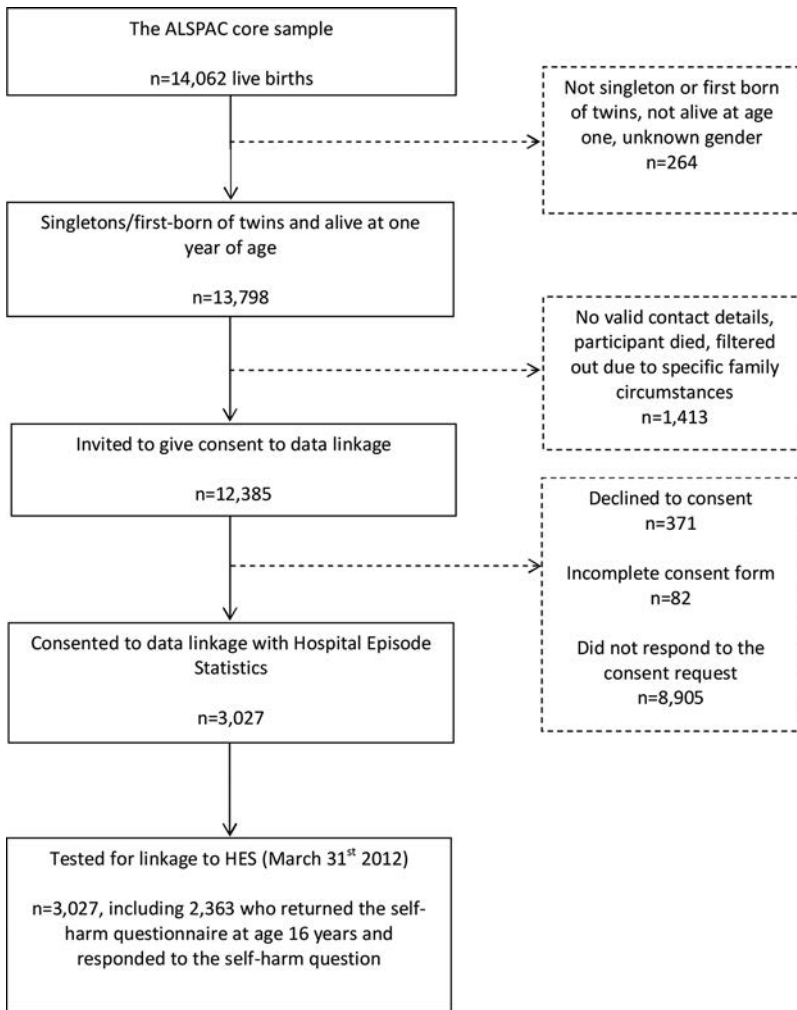 The ALSPAC core sample
n=14,062 live births
Not singleton or first born
of twins, not alive at age
one, unknown gender
n=264
Singletons/first-born of twins and alive at one
year of age
n=13,798
No valid contact details,
participant died, filtered
out due to specific family
circumstances
n=1,413
Invited to give consent to data linkage
n=12,385
Declined to consent
n=371
Incomplete consent form
n=82
Did not respond to the
consent request
n=8,905
Consented to data linkage with Hospital Episode
Statistics
n=3,027
Tested for linkage to HES (March 31st 2012)
n=3,027, including 2,363 who returned the self-
harm questionnaire at age 16 years and
responded to the self-harm question